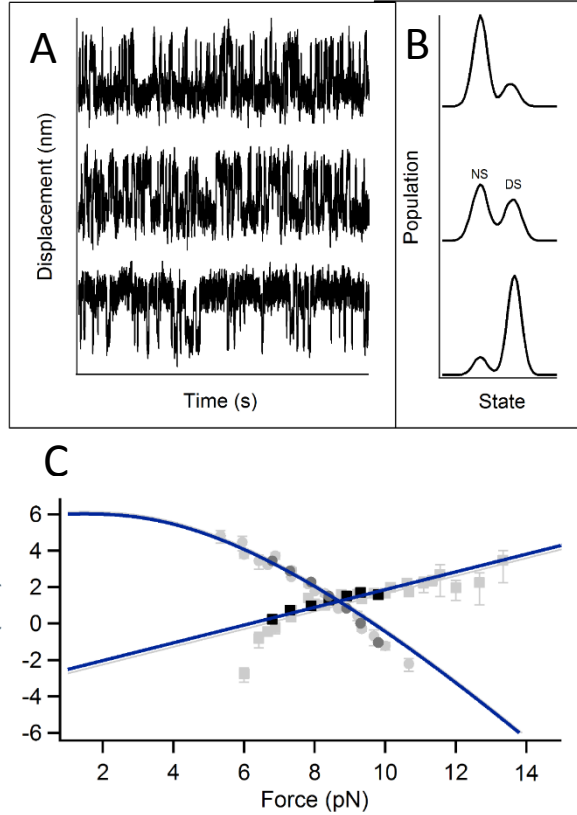 A
Displacement (nm)
Time (s)
B
Population
NS
DS
State
C
6
4
2
0
-2
-4
-6
2
4
6
8
10
12
14
Force (pN)